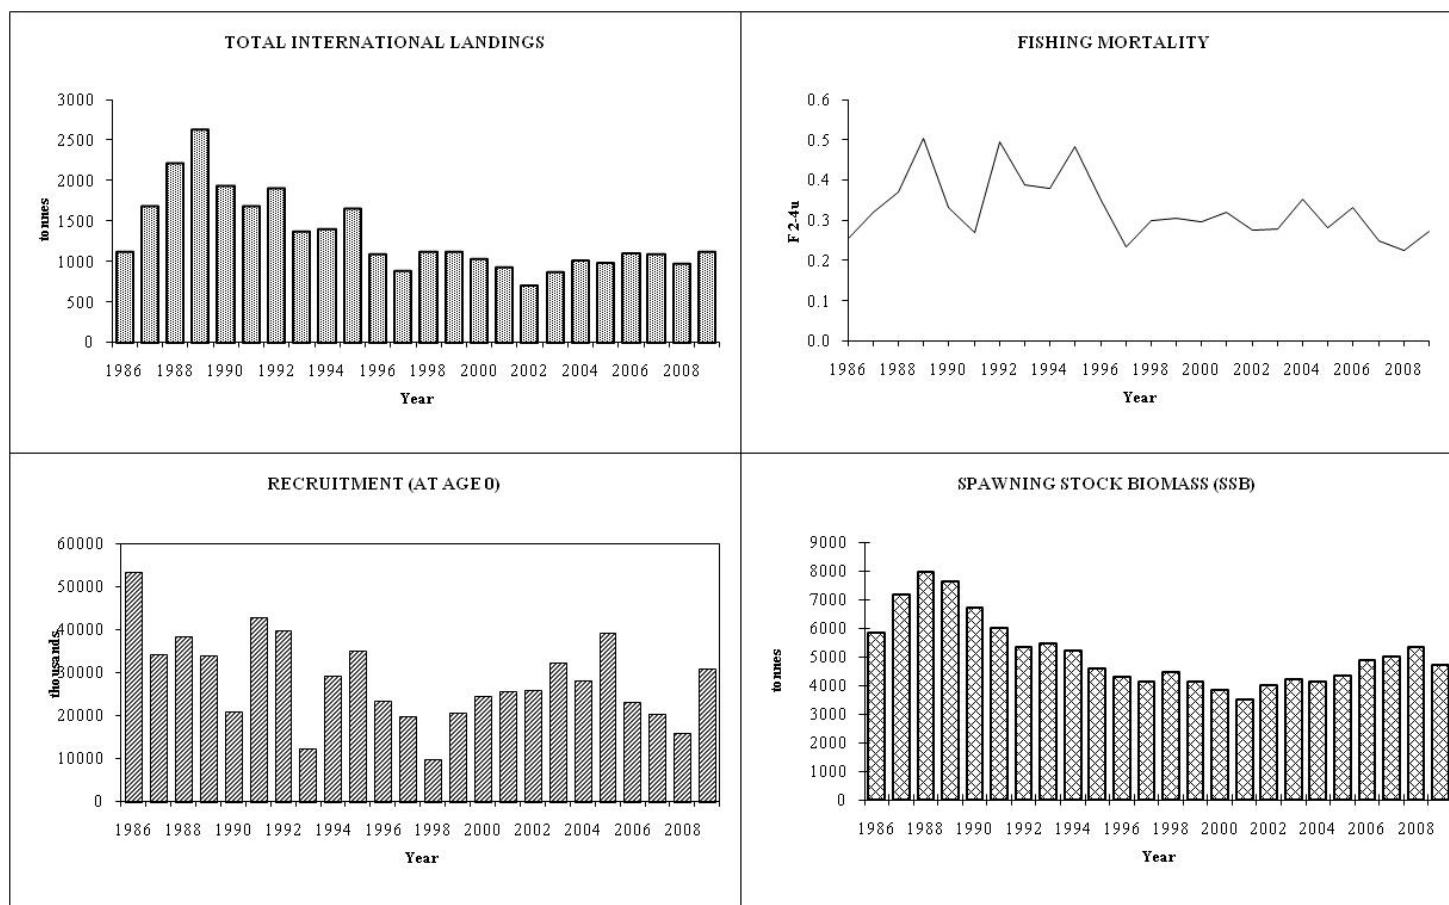 TOTAL INTERNATIONAL LANDINGS
3000
2500
2000
1500
1000
500
0
tonnes
1986 1988 1990 1992 1994 1996 1998 2000 2002 2004 2006 2008
Year
FISHING MORTALITY
0.6
0.5
0.4
0.3
0.2
0.1
0.0
F 2-4u
1986 1988 1990 1992 1994 1996 1998 2000 2002 2004 2006 2008
Year
RECRUITMENT (AT AGE 0)
60000
50000
40000
30000
20000
10000
0
thousands
1986 1988 1990 1992 1994 1996 1998 2000 2002 2004 2006 2008
Year
SPAWNING STOCK BIOMASS (SSB)
9000
8000
7000
6000
5000
4000
3000
2000
1000
0
tonnes
1986 1988 1990 1992 1994 1996 1998 2000 2002 2004 2006 2008
Year